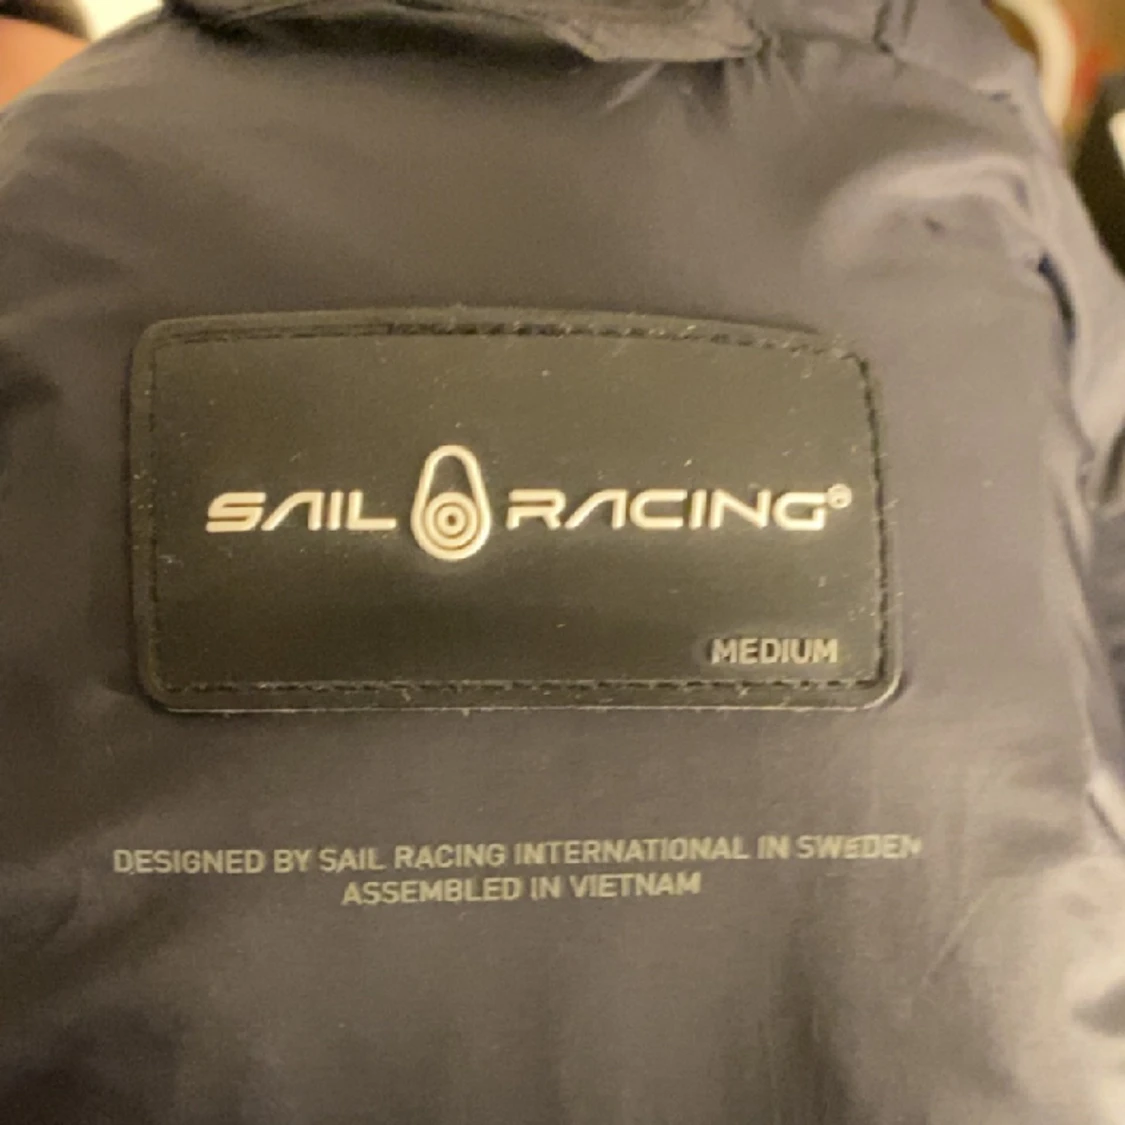 SAIL RACING®
MEDIUM
DESIGNED BY SAIL RACING INTERNATIONAL IN SWEDEN
ASSEMBLED IN VIETNAM